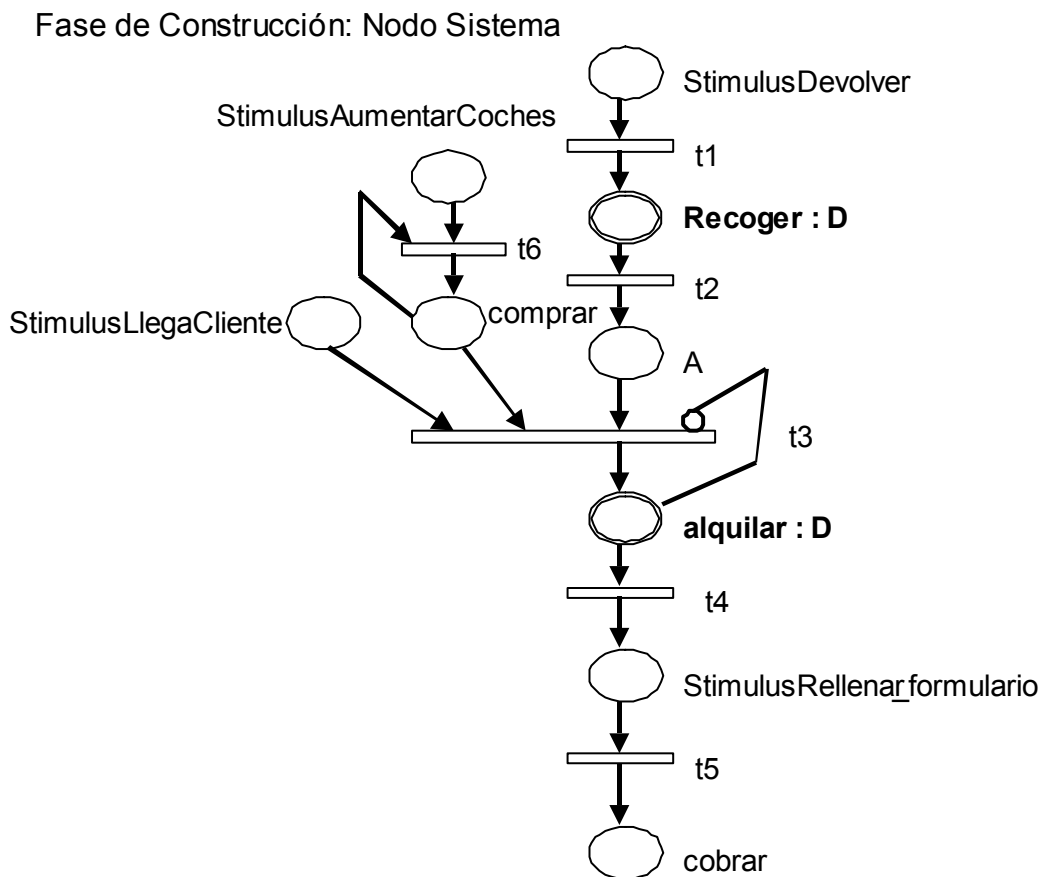 Fase de Construcción: Nodo Sistema
StimulusDevolver
StimulusAumentarCoches
t1
Recoger : D
t6
t2
StimulusLlegaCliente
comprar
A
t3
alquilar : D
t4
StimulusRellenar_formulario
t5
cobrar